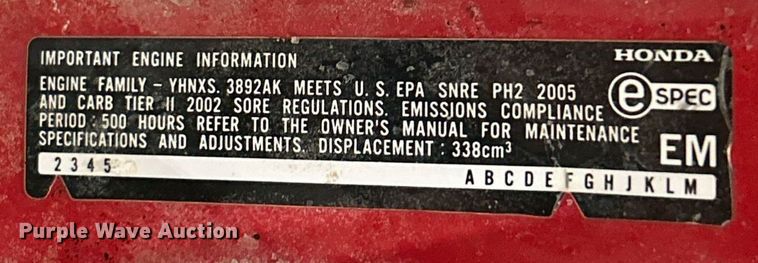 IMPORTANT ENGINE INFORMATION
HONDA
ENGINE FAMILY - YHNXS. 3892AK MEETS U. S. EPA SNRE PH2 2005
AND CARB TIER II 2002 SORE REGULATIONS. EMISSIONS COMPLIANCE
PERIOD : 500 HOURS REFER TO THE OWNER'S MANUAL FOR MAINTENANCE
SPECIFICATIONS AND ADJUSTMENTS. DISPLACEMENT : 338cm³
e SPEC
EM
2 3 4 5
A B C D E F G H J K L M
Purple Wave Auction